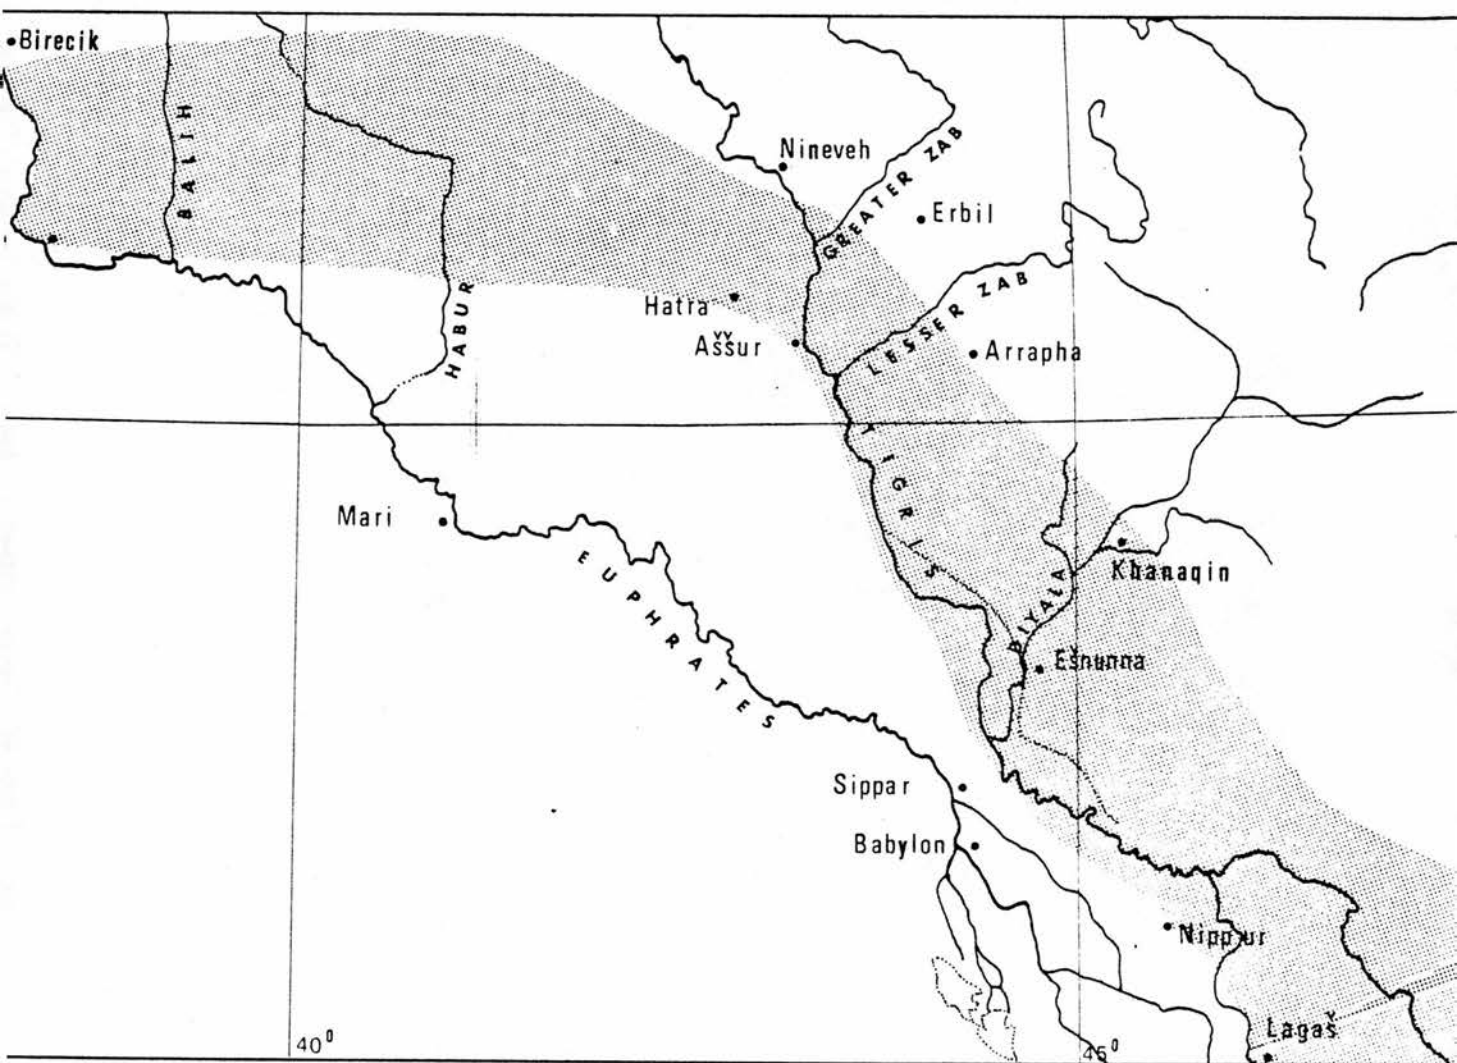 Birecik
BALIH
HABUR
Nineveh
GREATER ZAB
Erbil
Hatra
Aššur
LESSER ZAB
Arrapha
TIGRIS
Mari
EUPHRATES
Khanaqin
DIYALA
Ešnunna
Sippar
Babylon
Nippur
Lagaš
40⁰
45⁰